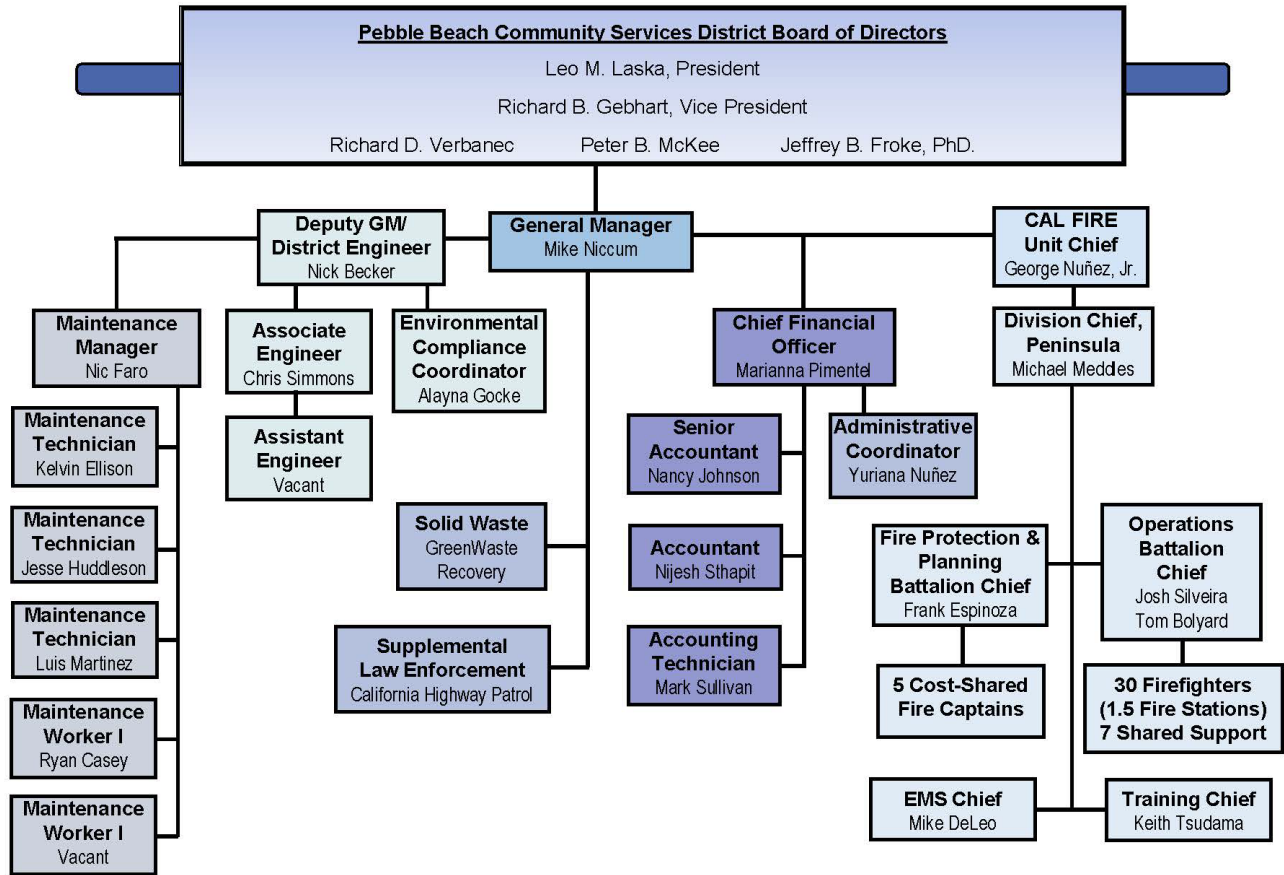 Pebble Beach Community Services District Board of Directors
Leo M. Laska, President
Richard B. Gebhart, Vice President
Richard D. Verbanec Peter B. McKee Jeffrey B. Froke, PhD.
General Manager
Mike Niccum
Deputy GM/
District Engineer
Nick Becker
Maintenance
Manager
Nic Faro
Maintenance
Technician
Kelvin Ellison
Maintenance
Technician
Jesse Huddleson
Maintenance
Technician
Luis Martinez
Maintenance
Worker I
Ryan Casey
Maintenance
Worker I
Vacant
Associate
Engineer
Chris Simmons
Assistant
Engineer
Vacant
Environmental
Compliance
Coordinator
Alayna Gocke
Solid Waste
GreenWaste
Recovery
Supplemental
Law Enforcement
California Highway Patrol
Chief Financial
Officer
Marianna Pimentel
Senior
Accountant
Nancy Johnson
Accountant
Nijesh Sthapit
Accounting
Technician
Mark Sullivan
Administrative
Coordinator
Yuriana Nuñez
CAL FIRE
Unit Chief
George Nuñez, Jr.
Division Chief,
Peninsula
Michael Meddles
Fire Protection &
Planning
Battalion Chief
Frank Espinoza
5 Cost-Shared
Fire Captains
Operations
Battalion
Chief
Josh Silveira
Tom Bolyard
30 Firefighters
(1.5 Fire Stations)
7 Shared Support
EMS Chief
Mike DeLeo
Training Chief
Keith Tsudama